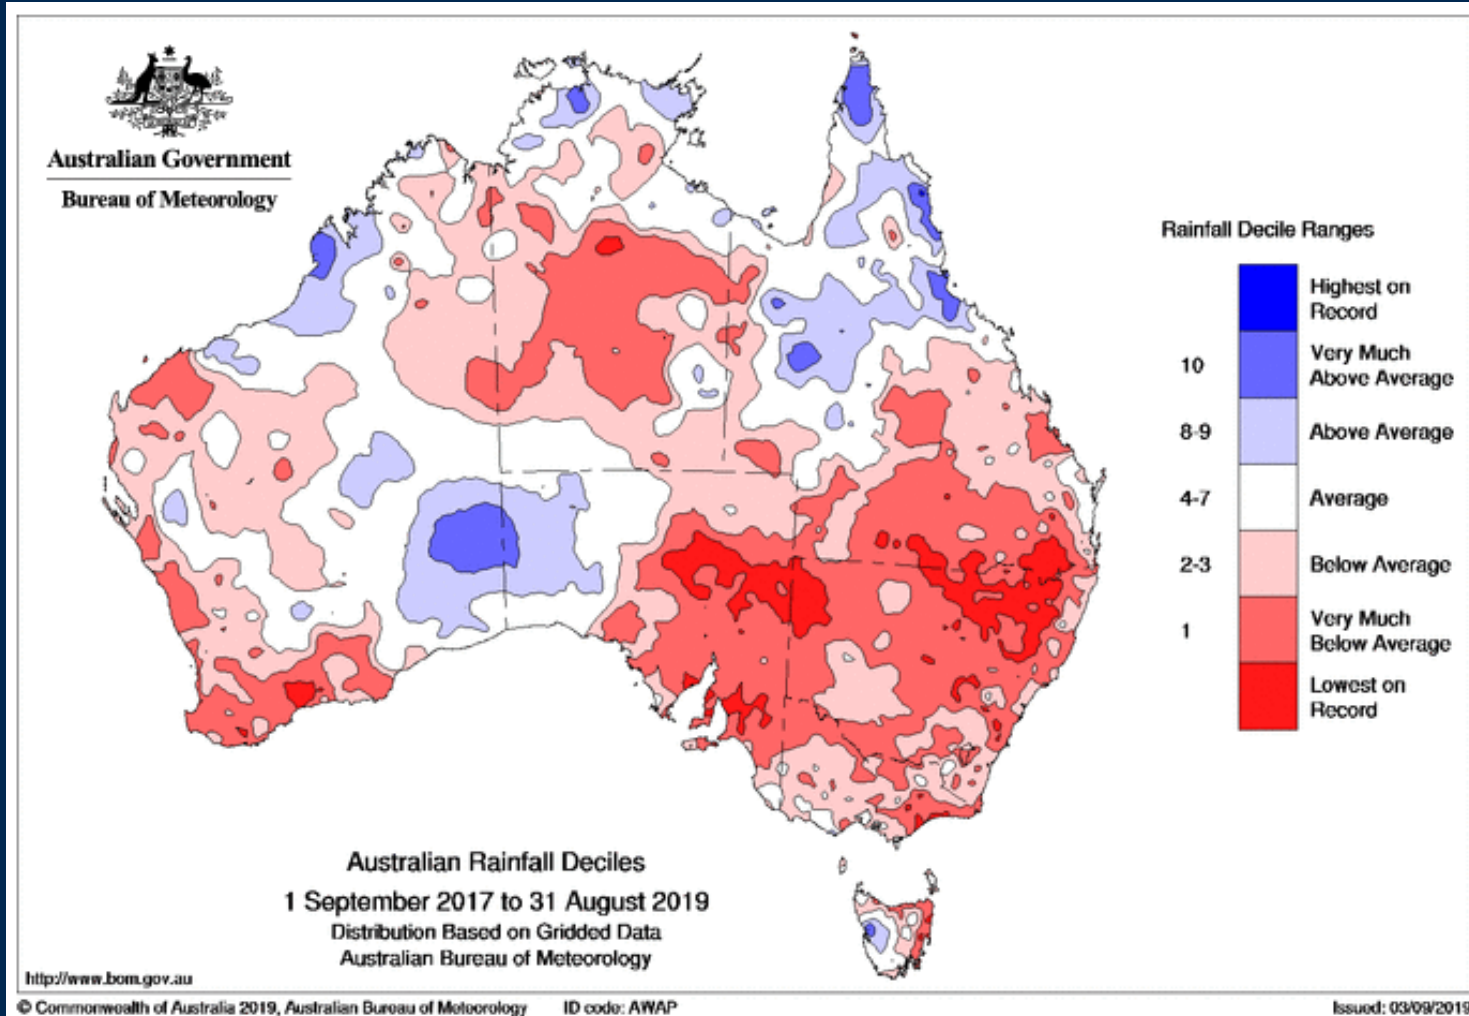 Australian Government
Bureau of Meteorology
Rainfall Decile Ranges
Highest on
Record
10
Very Much
Above Average
8-9
Above Average
4-7
Average
2-3
Below Average
1
Very Much
Below Average
Lowest on
Record
Australian Rainfall Deciles
1 September 2017 to 31 August 2019
Distribution Based on Gridded Data
Australian Bureau of Meteorology
http://www.bom.gov.au
© Commonwealth of Australia 2019, Australian Bureau of Meteorology ID code: AWAP Issued: 03/09/2019